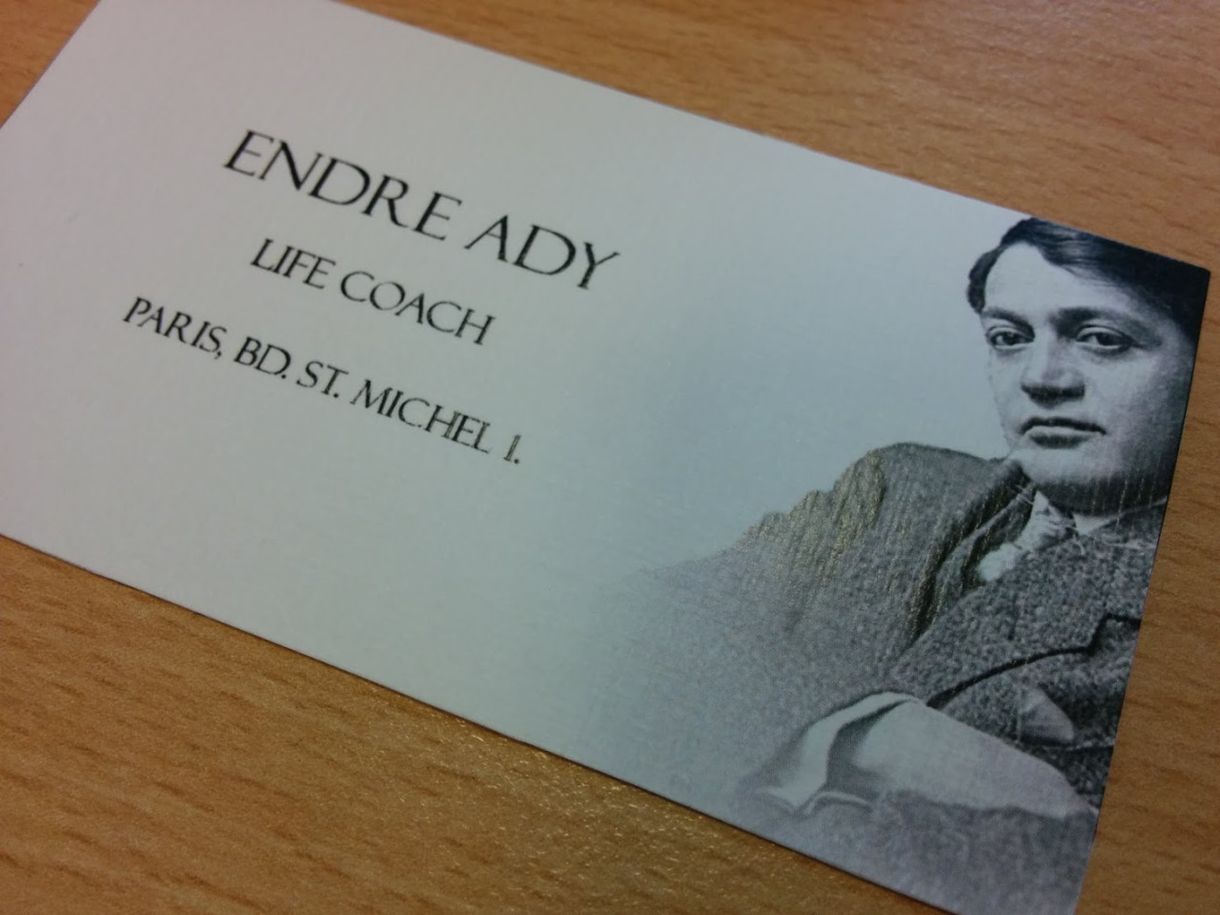 ENDRE ADY
LIFE COACH
PARIS, BD. ST. MICHEL 1.